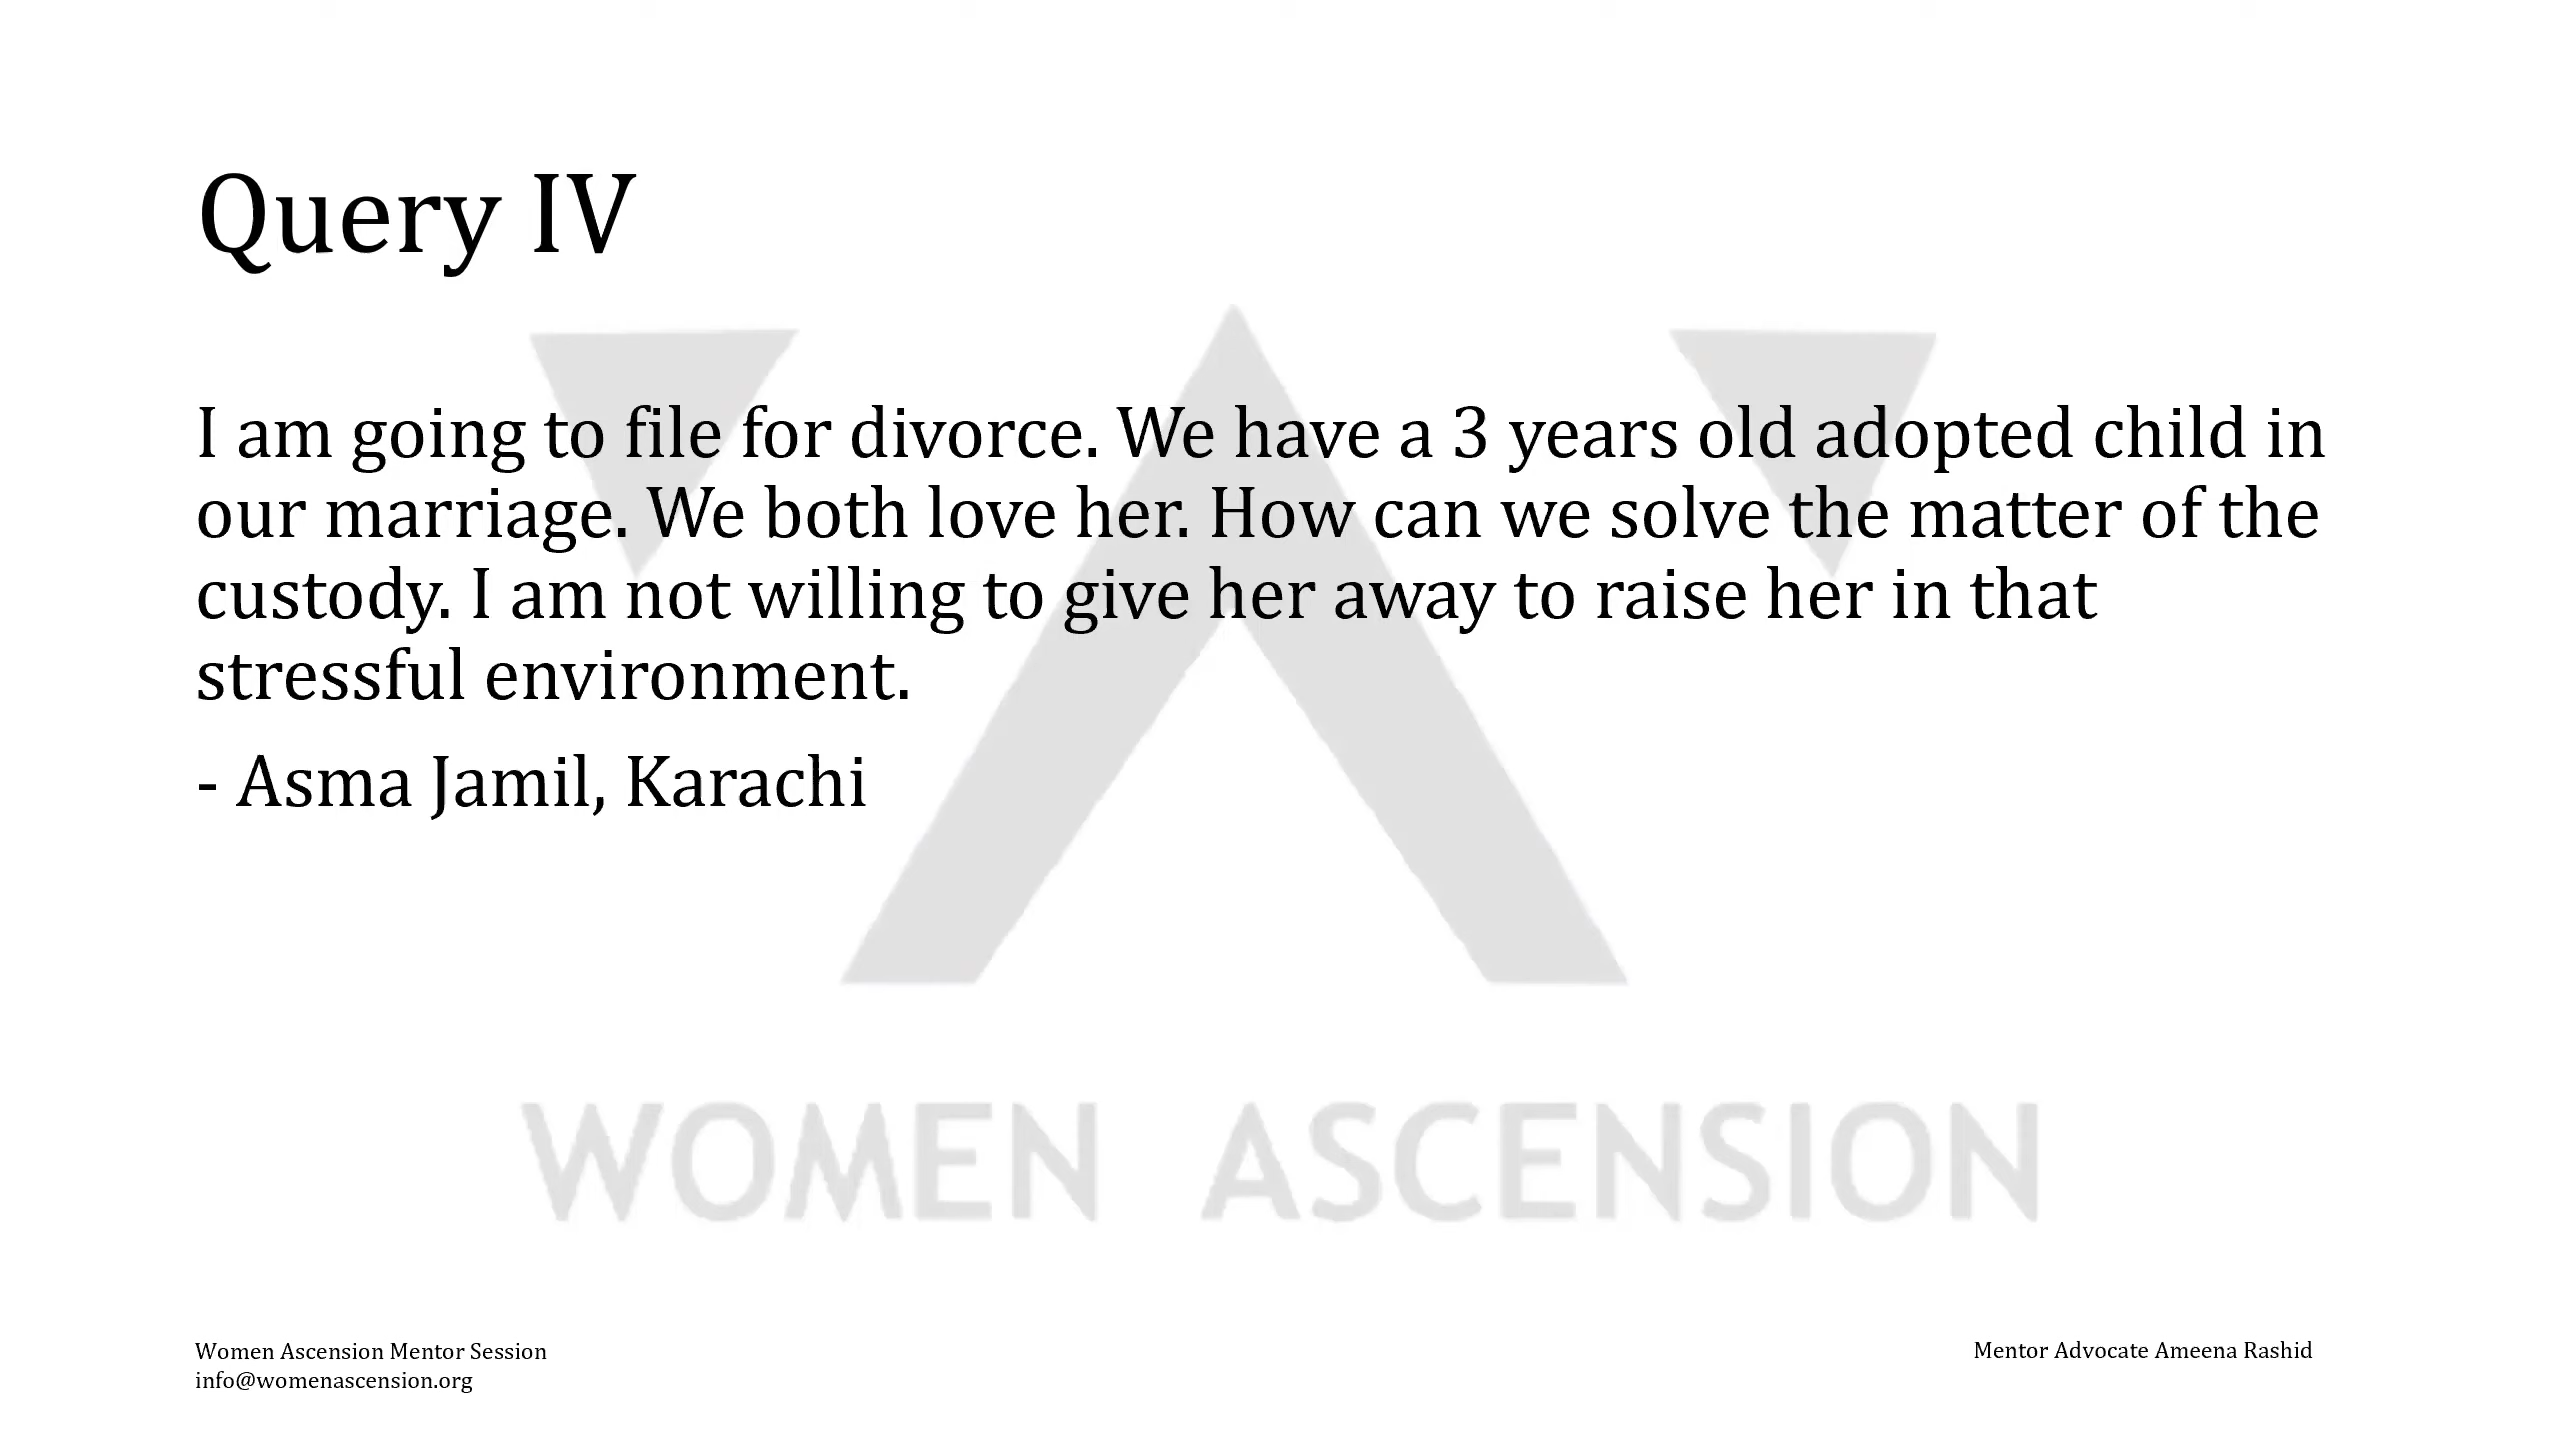 Query IV
I am going to file for divorce. We have a 3 years old adopted child in
our marriage. We both love her. How can we solve the matter of the
custody. I am not willing to give her away to raise her in that
stressful environment.
- Asma Jamil, Karachi
WOMEN ASCENSION
Women Ascension Mentor Session
info@womenascension.org
Mentor Advocate Ameena Rashid